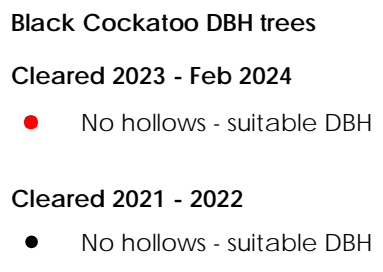 Black Cockatoo DBH trees
Cleared 2023 - Feb 2024
No hollows - suitable DBH
Cleared 2021 - 2022
No hollows - suitable DBH